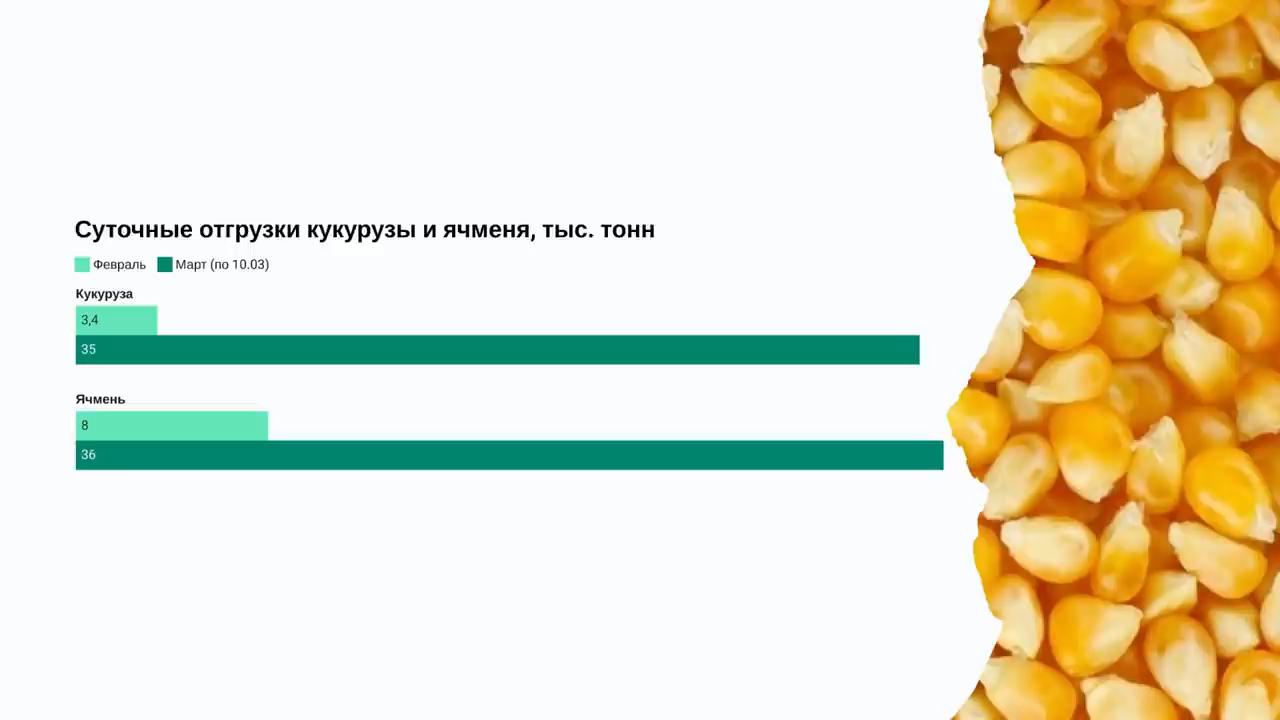 Суточные отгрузки кукурузы и ячменя, тыс. тонн
Февраль Март (по 10.03)
Кукуруза
3,4
35
Ячмень
8
36